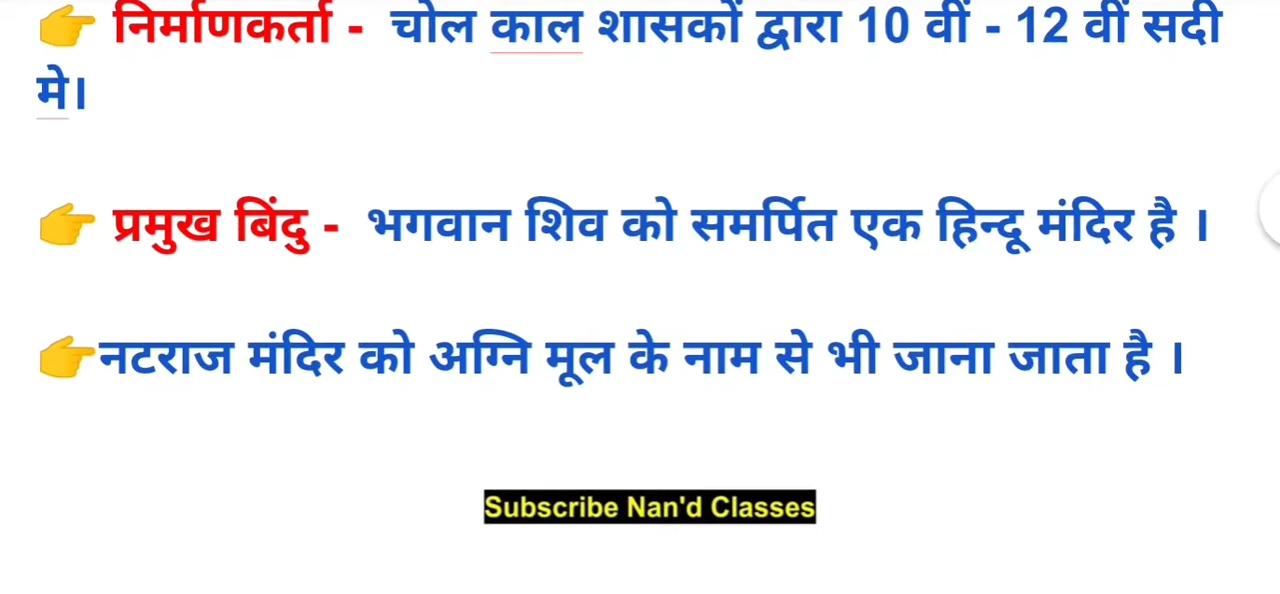 👉 निर्माणकर्ता - चोल काल शासकों द्वारा 10 वीं - 12 वीं सदी
मे।
👉 प्रमुख बिंदु - भगवान शिव को समर्पित एक हिन्दू मंदिर है ।
👉नटराज मंदिर को अग्नि मूल के नाम से भी जाना जाता है ।
Subscribe Nan'd Classes